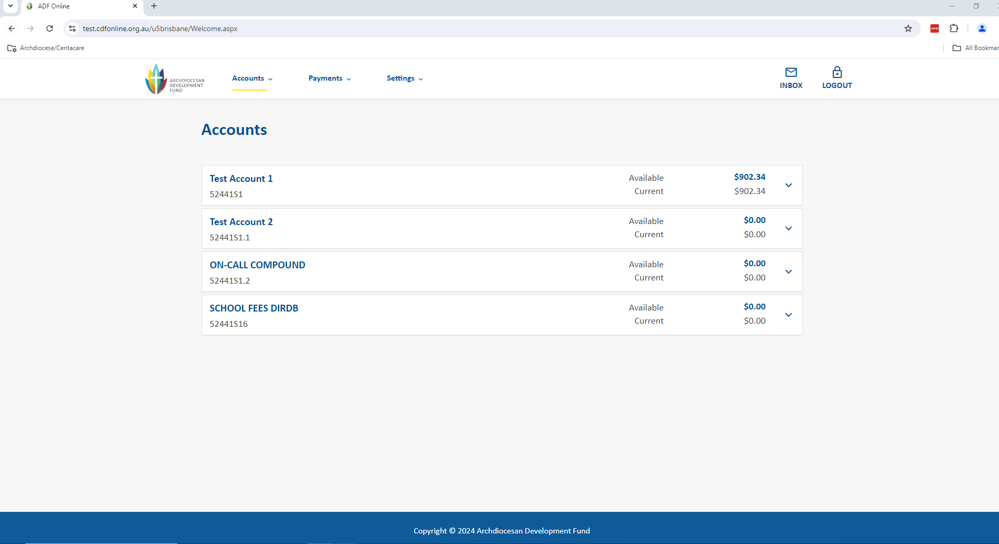 ADF Online
test.cdfonline.org.au/u5brisbane/Welcome.aspx
Archdiocese/Centacare
All Bookmar
ARCHDIOCESAN
DEVELOPMENT
FUND
Accounts
Payments
Settings
INBOX
LOGOUT
Accounts
Test Account 1
Available $902.34
52441S1
Current $902.34
Test Account 2
Available $0.00
52441S1.1
Current $0.00
ON-CALL COMPOUND
Available $0.00
52441S1.2
Current $0.00
SCHOOL FEES DIRDB
Available $0.00
52441S16
Current $0.00
Copyright © 2024 Archdiocesan Development Fund